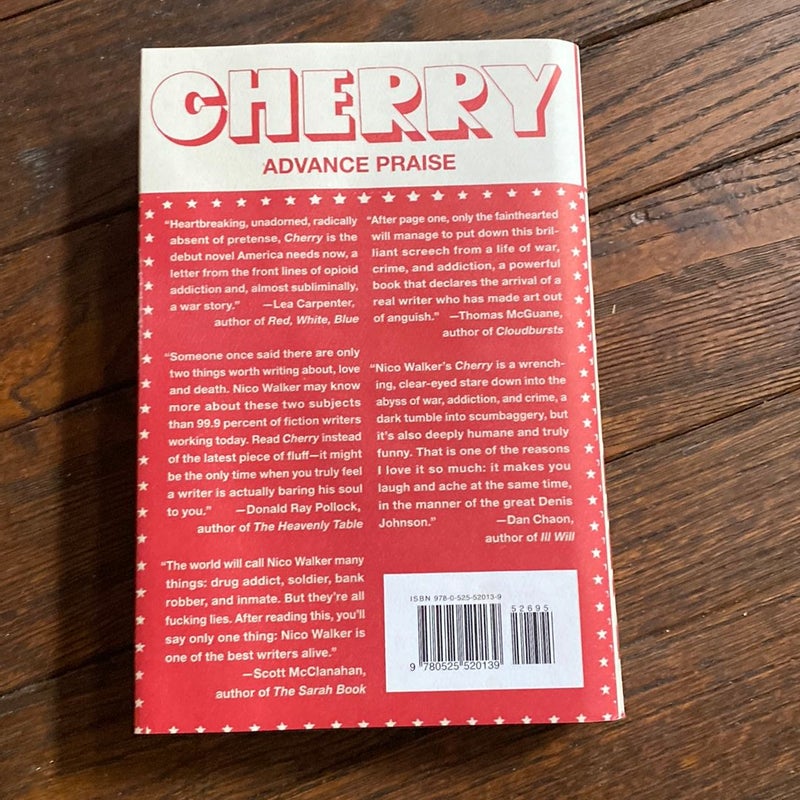 CHERRY
ADVANCE PRAISE
“Heartbreaking, unadorned, radically
absent of pretense, Cherry is the
debut novel America needs now, a
letter from the front lines of opioid
addiction and, almost subliminally,
a war story.” —Lea Carpenter,
author of Red, White, Blue
“Someone once said there are only
two things worth writing about, love
and death. Nico Walker may know
more about these two subjects
than 99.9 percent of fiction writers
working today. Read Cherry instead
of the latest piece of fluff—it might
be the only time when you truly feel
a writer is actually baring his soul
to you.” —Donald Ray Pollock,
author of The Heavenly Table
“The world will call Nico Walker many
things: drug addict, soldier, bank
robber, and inmate. But they’re all
fucking lies. After reading this, you’ll
say only one thing: Nico Walker is
one of the best writers alive.”
—Scott McClanahan,
author of The Sarah Book
“After page one, only the fainthearted
will manage to put down this bril-
liant screech from a life of war,
crime, and addiction, a powerful
book that declares the arrival of a
real writer who has made art out
of anguish.” —Thomas McGuane,
author of Cloudbursts
“Nico Walker’s Cherry is a wrench-
ing, clear-eyed stare down into the
abyss of war, addiction, and crime, a
dark tumble into scumbaggery, but
it’s also deeply humane and truly
funny. That is one of the reasons
I love it so much: it makes you
laugh and ache at the same time,
in the manner of the great Denis
Johnson.” —Dan Chaon,
author of Ill Will
ISBN 978-0-525-52013-9
52695
9 780525 520139